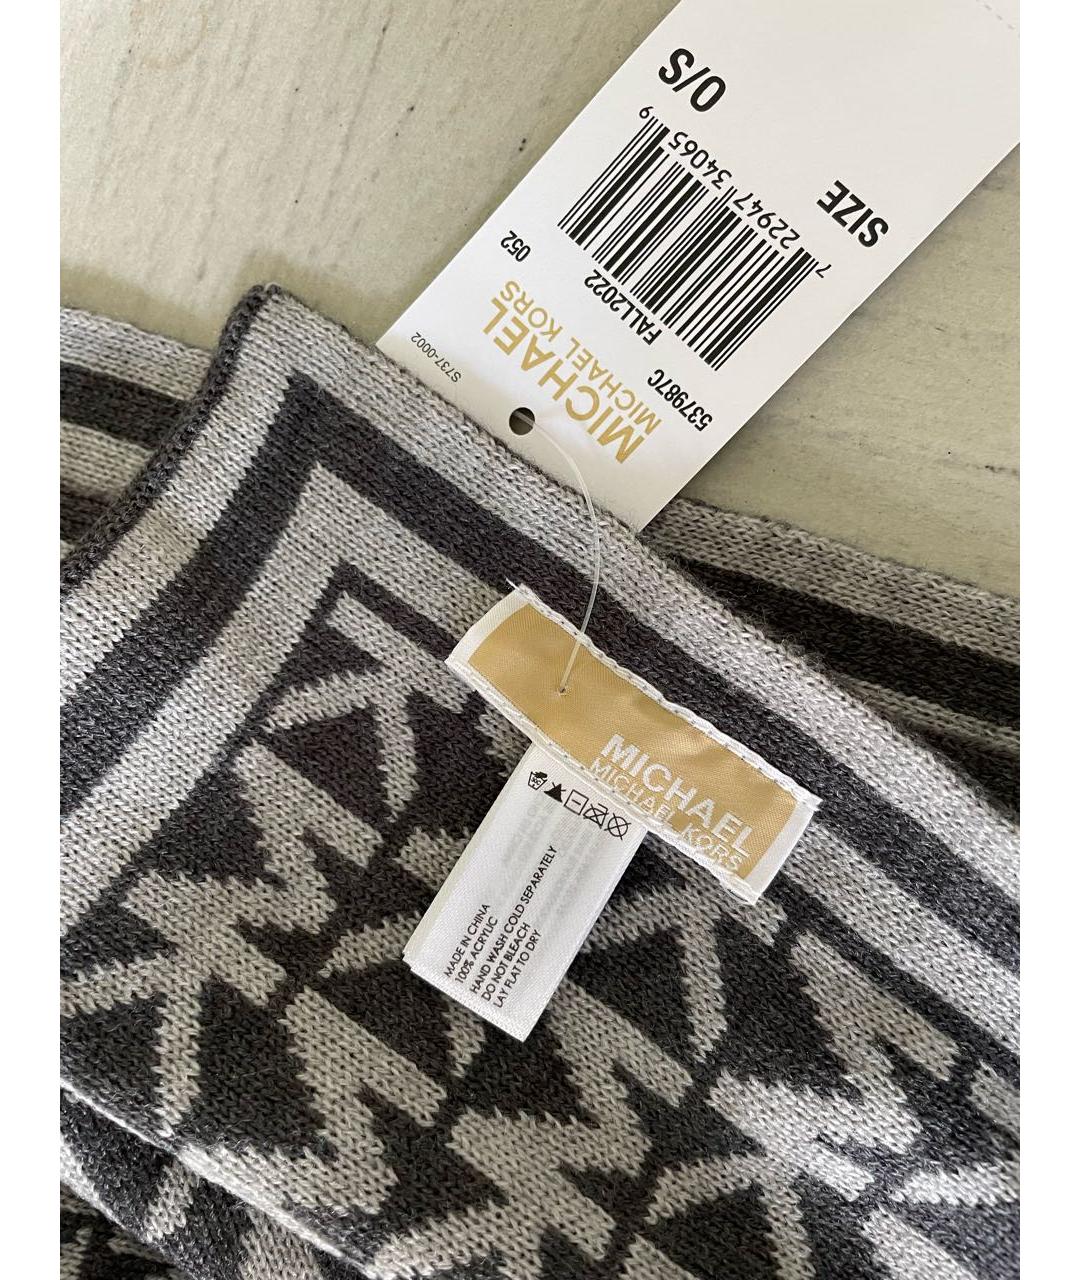 SIZE
O/S
7 22947 34065 9
537987C FALL2022 052
MICHAEL
MICHAEL KORS
S737-0002
MICHAEL
MICHAEL KORS
MADE IN CHINA
100% ACRYLIC
HAND WASH COLD SEPARATELY
DO NOT BLEACH
LAY FLAT TO DRY